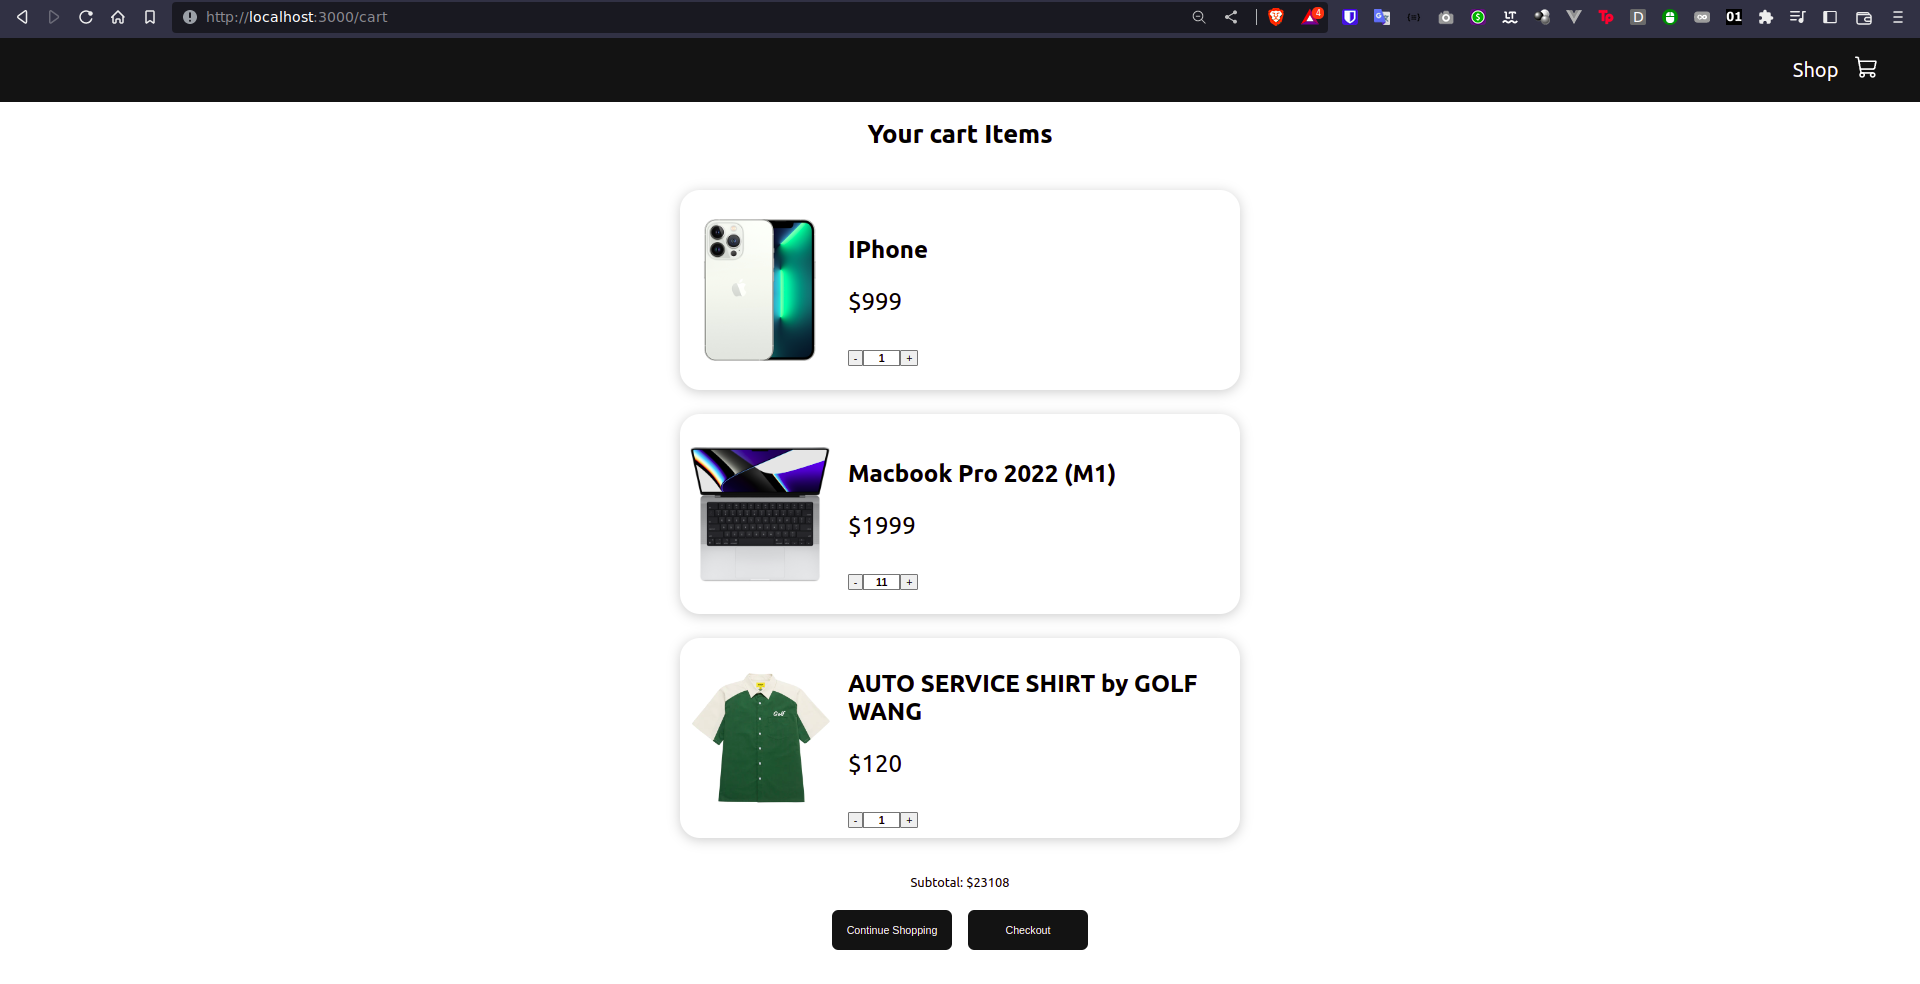 http://localhost:3000/cart
4
01
Shop
Your cart Items
IPhone
$999
- 1 +
Macbook Pro 2022 (M1)
$1999
- 11 +
AUTO SERVICE SHIRT by GOLF
WANG
Golf
$120
- 1 +
Subtotal: $23108
Continue Shopping
Checkout